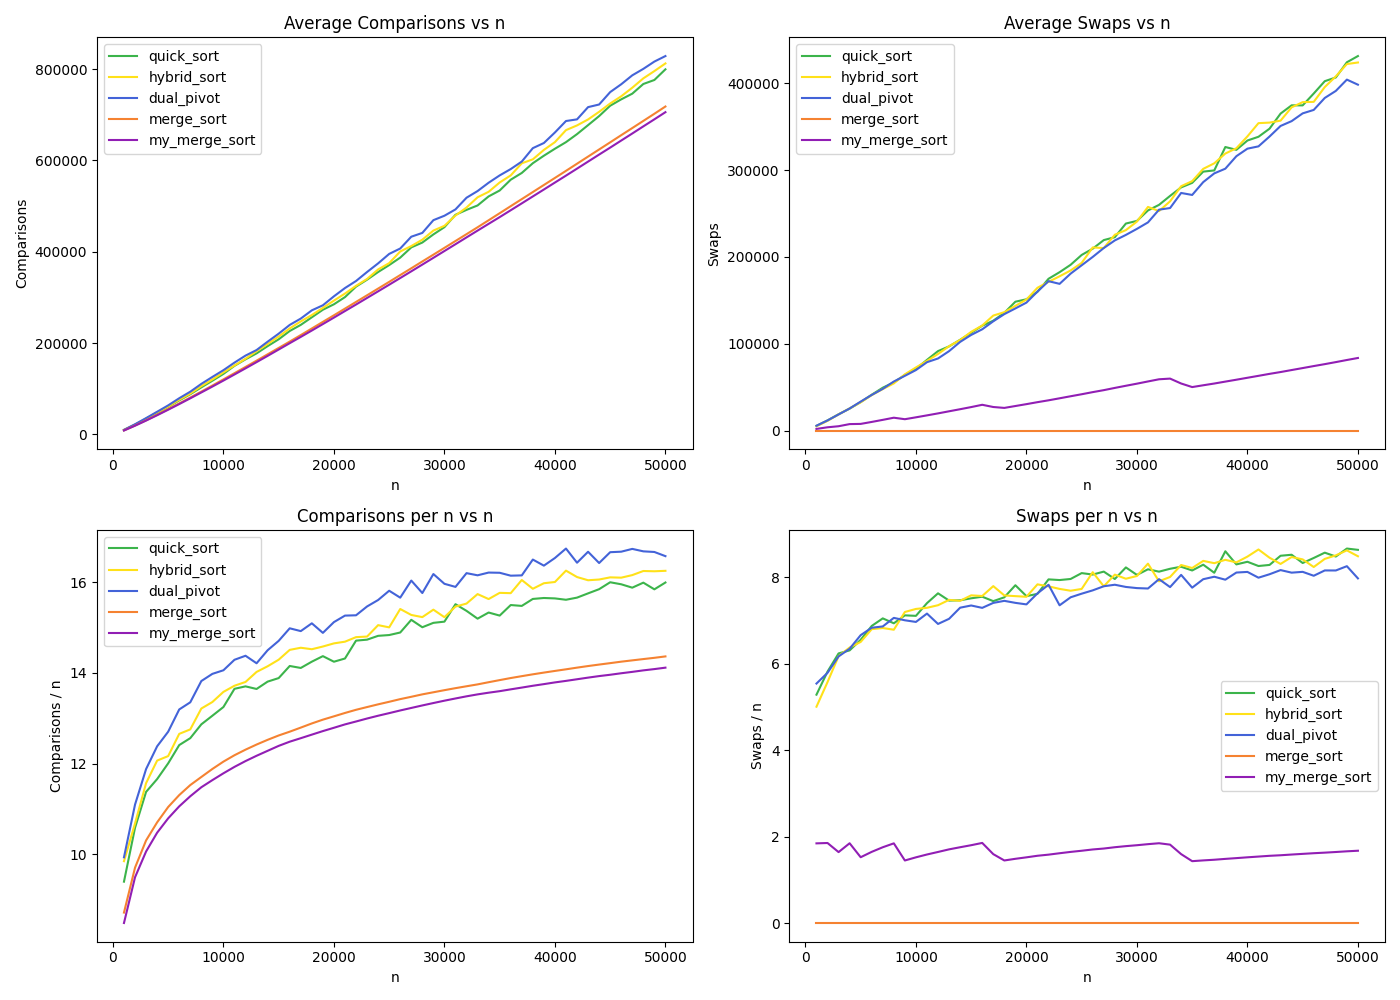 Average Comparisons vs n
quick_sort
hybrid_sort
dual_pivot
merge_sort
my_merge_sort
800000
600000
400000
200000
0
Comparisons
0 10000 20000 30000 40000 50000
n
Average Swaps vs n
quick_sort
hybrid_sort
dual_pivot
merge_sort
my_merge_sort
400000
300000
200000
100000
0
Swaps
0 10000 20000 30000 40000 50000
n
Comparisons per n vs n
quick_sort
hybrid_sort
dual_pivot
merge_sort
my_merge_sort
16
14
12
10
Comparisons / n
0 10000 20000 30000 40000 50000
n
Swaps per n vs n
8
6
4
2
0
Swaps / n
quick_sort
hybrid_sort
dual_pivot
merge_sort
my_merge_sort
0 10000 20000 30000 40000 50000
n